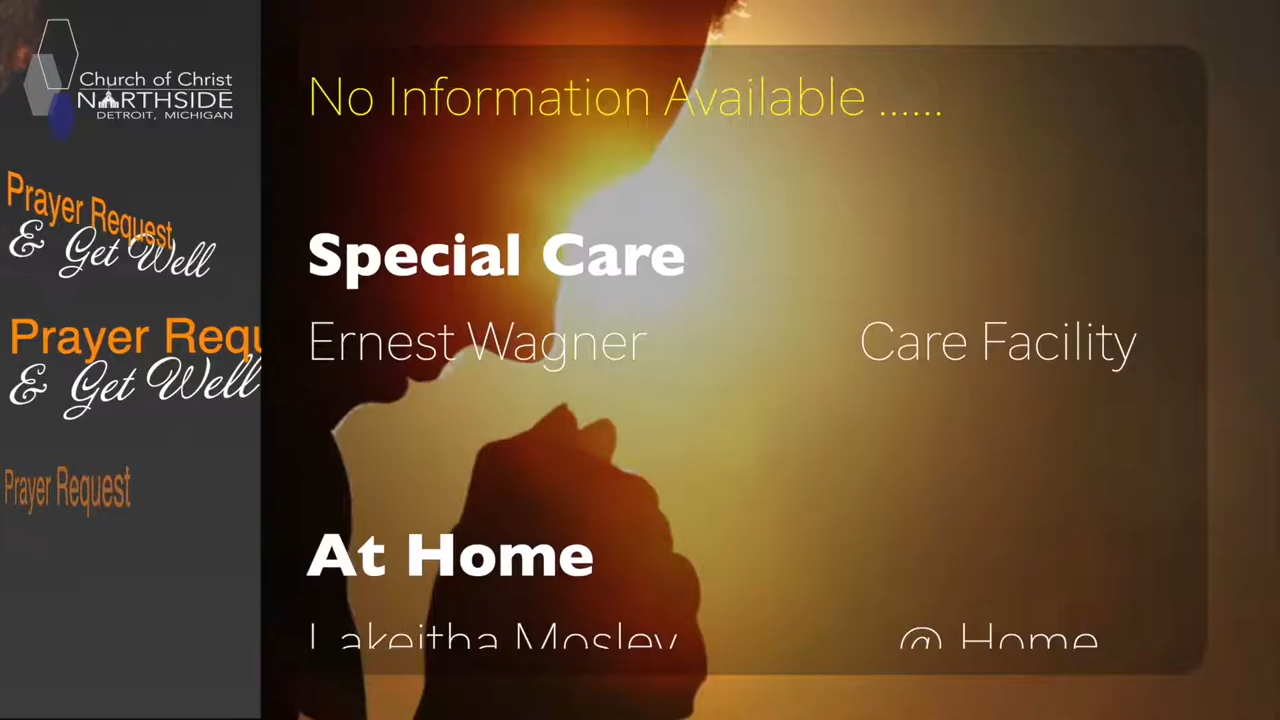 Church of Christ
NORTHSIDE
DETROIT, MICHIGAN
Prayer Request
& Get Well
Prayer Requ
& Get Well
Prayer Request
No Information Available ......
Special Care
Ernest Wagner Care Facility
At Home
Lakeitha Mosley @ Home